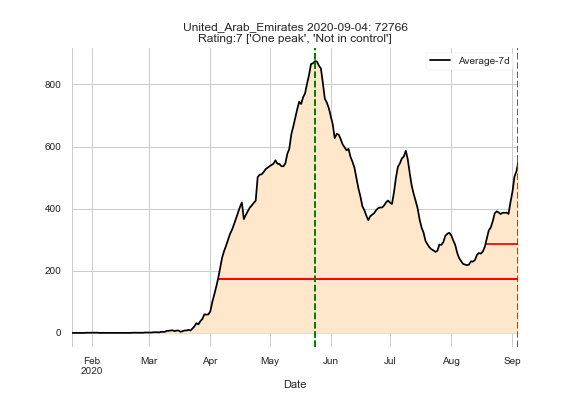 United_Arab_Emirates 2020-09-04: 72766
Rating:7 ['One peak', 'Not in control']
Average-7d
800
600
400
200
0
Feb Mar Apr May Jun Jul Aug Sep
2020
Date